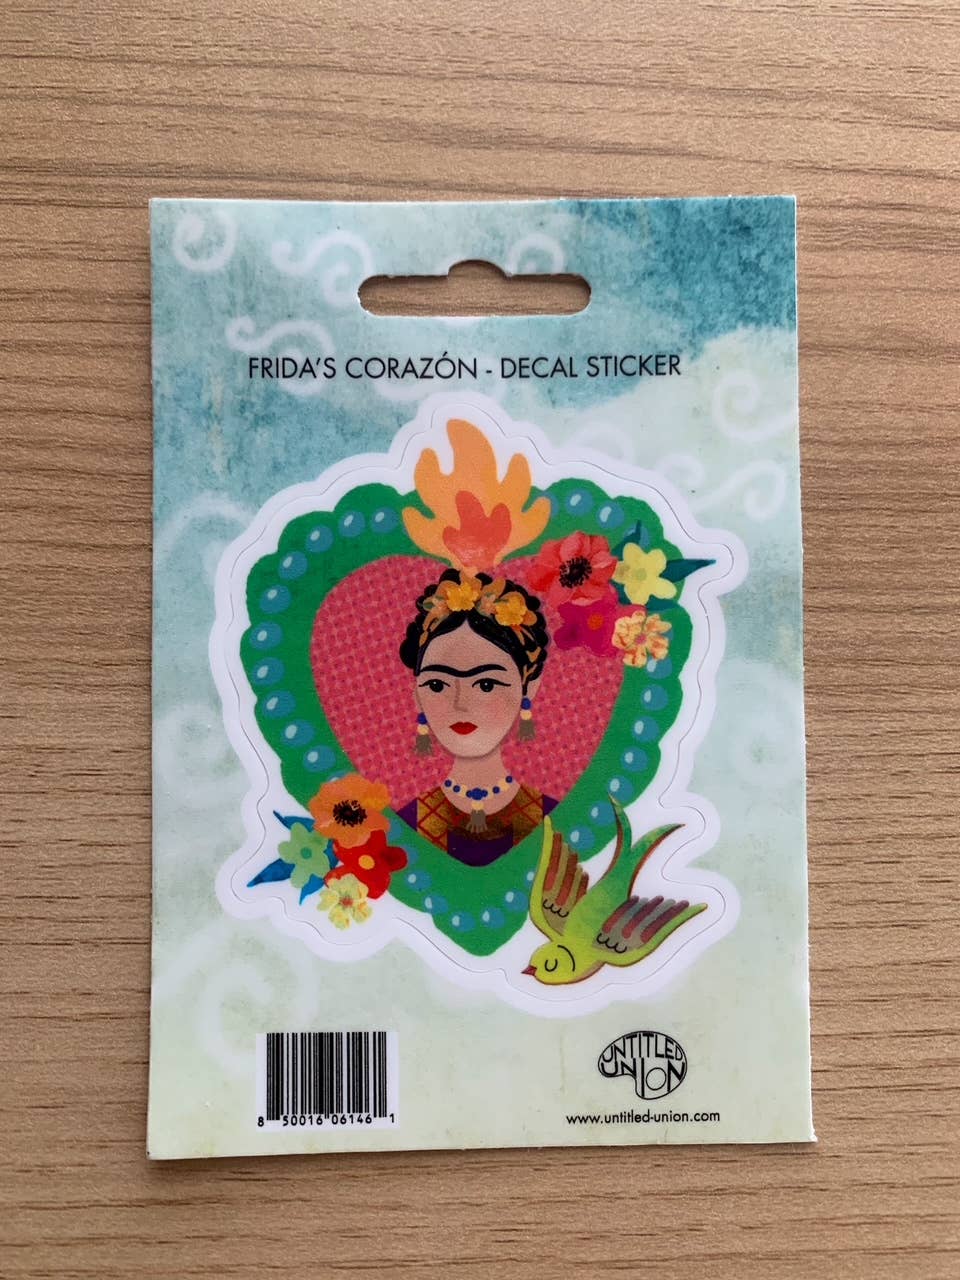 FRIDA'S CORAZÓN - DECAL STICKER
8 50016 06146 1
UNTITLED
UNION
www.untitled-union.com